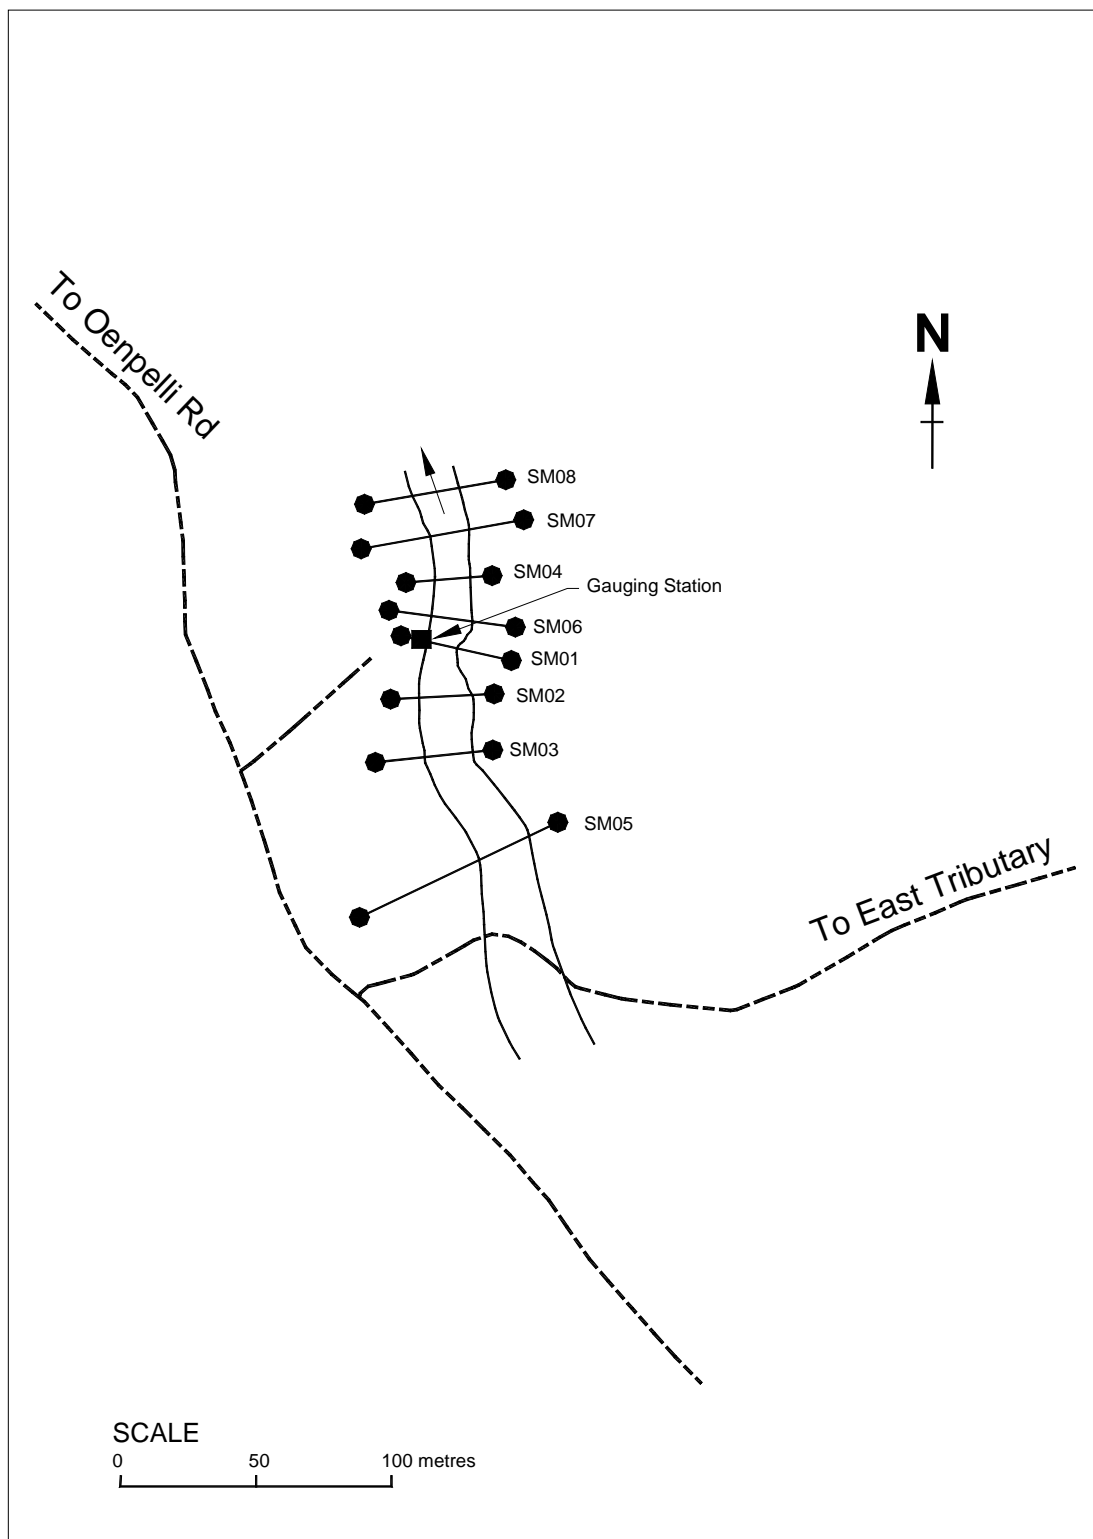 To Oenpelli Rd
N
SM08
SM07
SM04
Gauging Station
SM06
SM01
SM02
SM03
SM05
To East Tributary
SCALE
0 50 100 metres